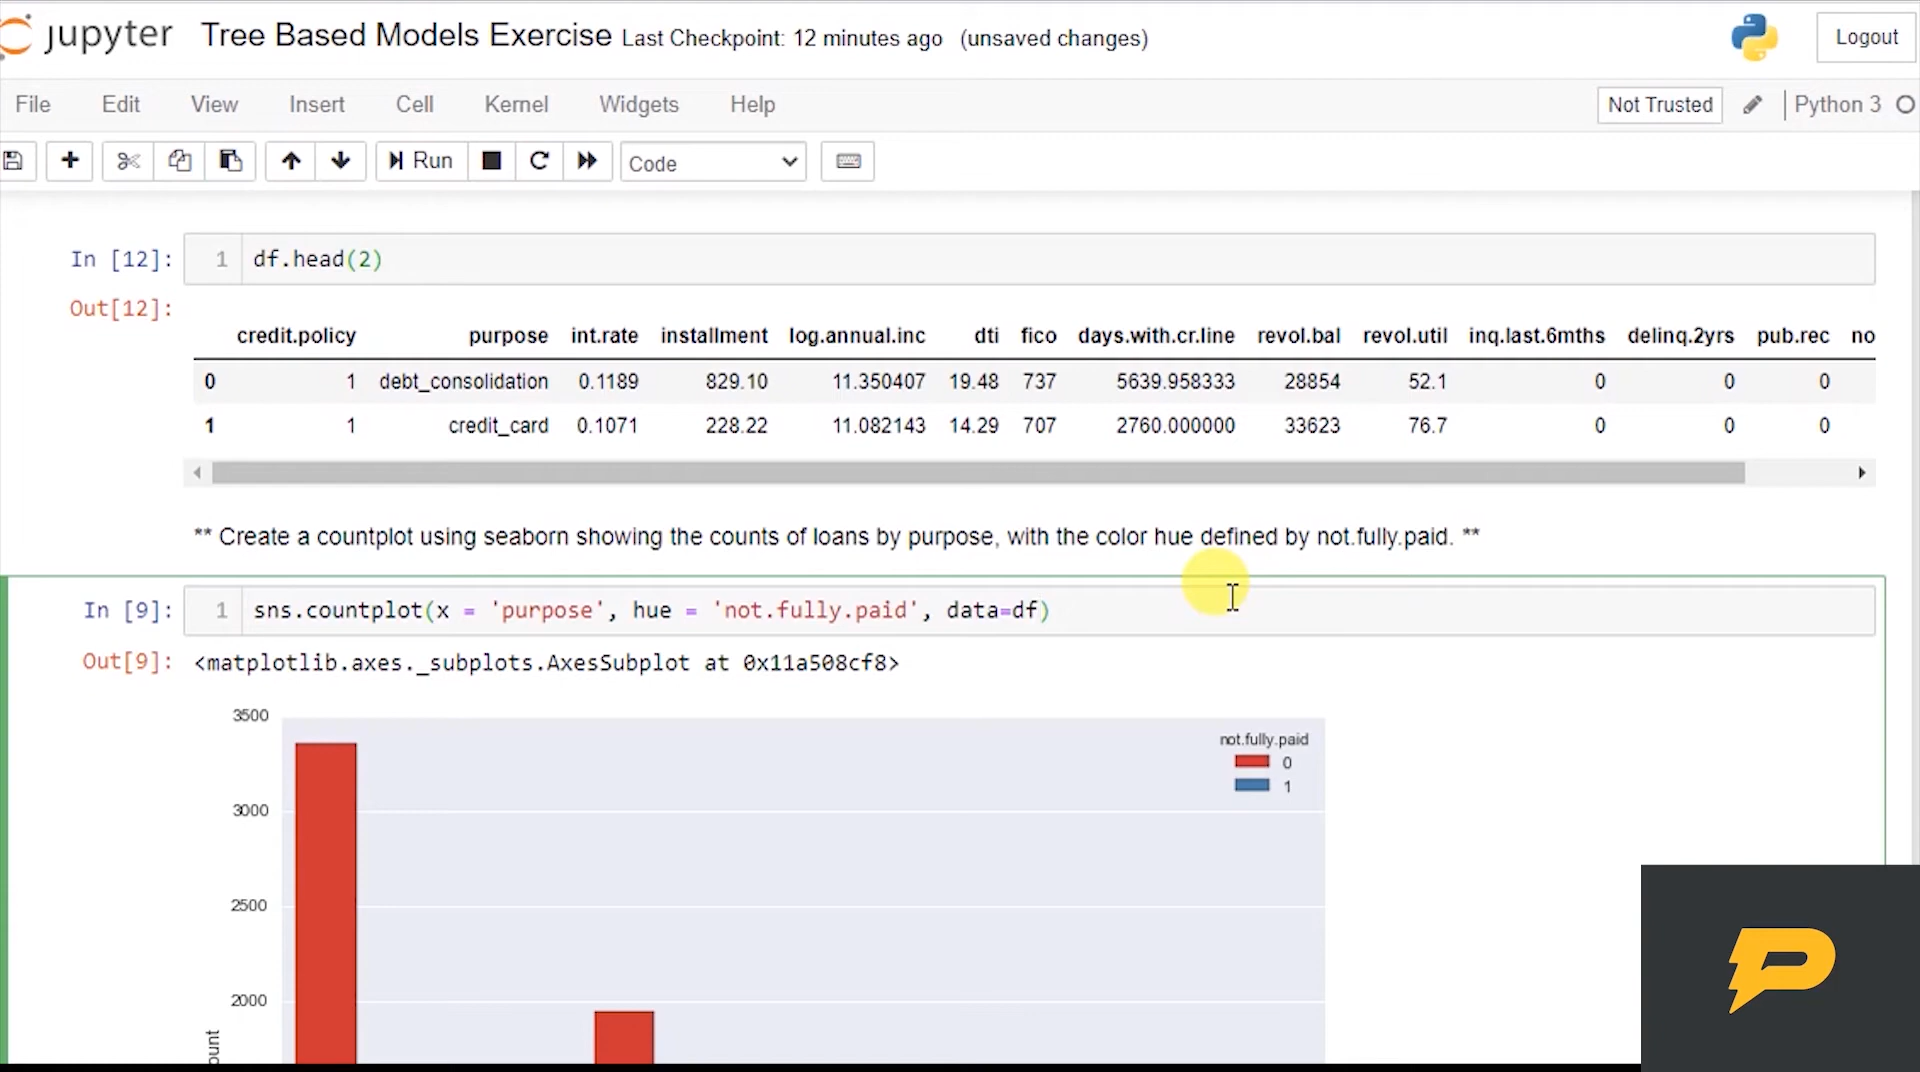 jupyter Tree Based Models Exercise Last Checkpoint: 12 minutes ago (unsaved changes) Logout
File Edit View Insert Cell Kernel Widgets Help Not Trusted Python 3
Run Code
In [12]: 1 df.head(2)
Out[12]:
credit.policy purpose int.rate installment log.annual.inc dti fico days.with.cr.line revol.bal revol.util inq.last.6mths delinq.2yrs pub.rec no
0 1 debt_consolidation 0.1189 829.10 11.350407 19.48 737 5639.958333 28854 52.1 0 0 0
1 1 credit_card 0.1071 228.22 11.082143 14.29 707 2760.000000 33623 76.7 0 0 0
** Create a countplot using seaborn showing the counts of loans by purpose, with the color hue defined by not.fully.paid. **
In [9]: 1 sns.countplot(x = 'purpose', hue = 'not.fully.paid', data=df)
Out[9]: <matplotlib.axes._subplots.AxesSubplot at 0x11a508cf8>
3500
not.fully.paid
0
1
3000
2500
2000